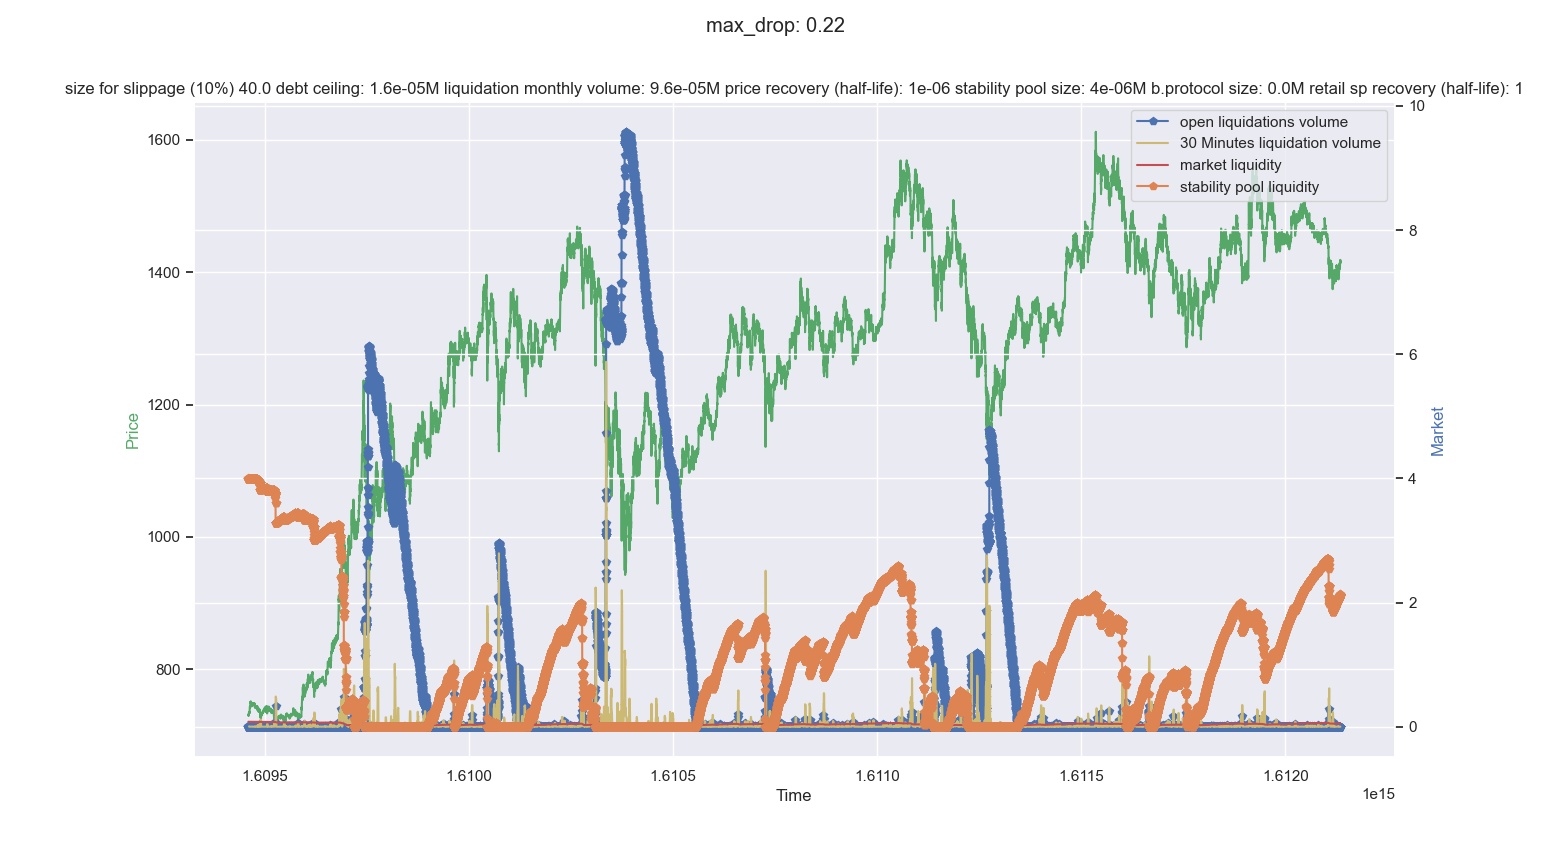 max_drop: 0.22
size for slippage (10%) 40.0 debt ceiling: 1.6e-05M liquidation monthly volume: 9.6e-05M price recovery (half-life): 1e-06 stability pool size: 4e-06M b.protocol size: 0.0M retail sp recovery (half-life): 1
open liquidations volume
30 Minutes liquidation volume
market liquidity
stability pool liquidity
1600
1400
1200
1000
800
Price
10
8
6
4
2
0
Market
1.6095 1.6100 1.6105 1.6110 1.6115 1.6120
1e15
Time